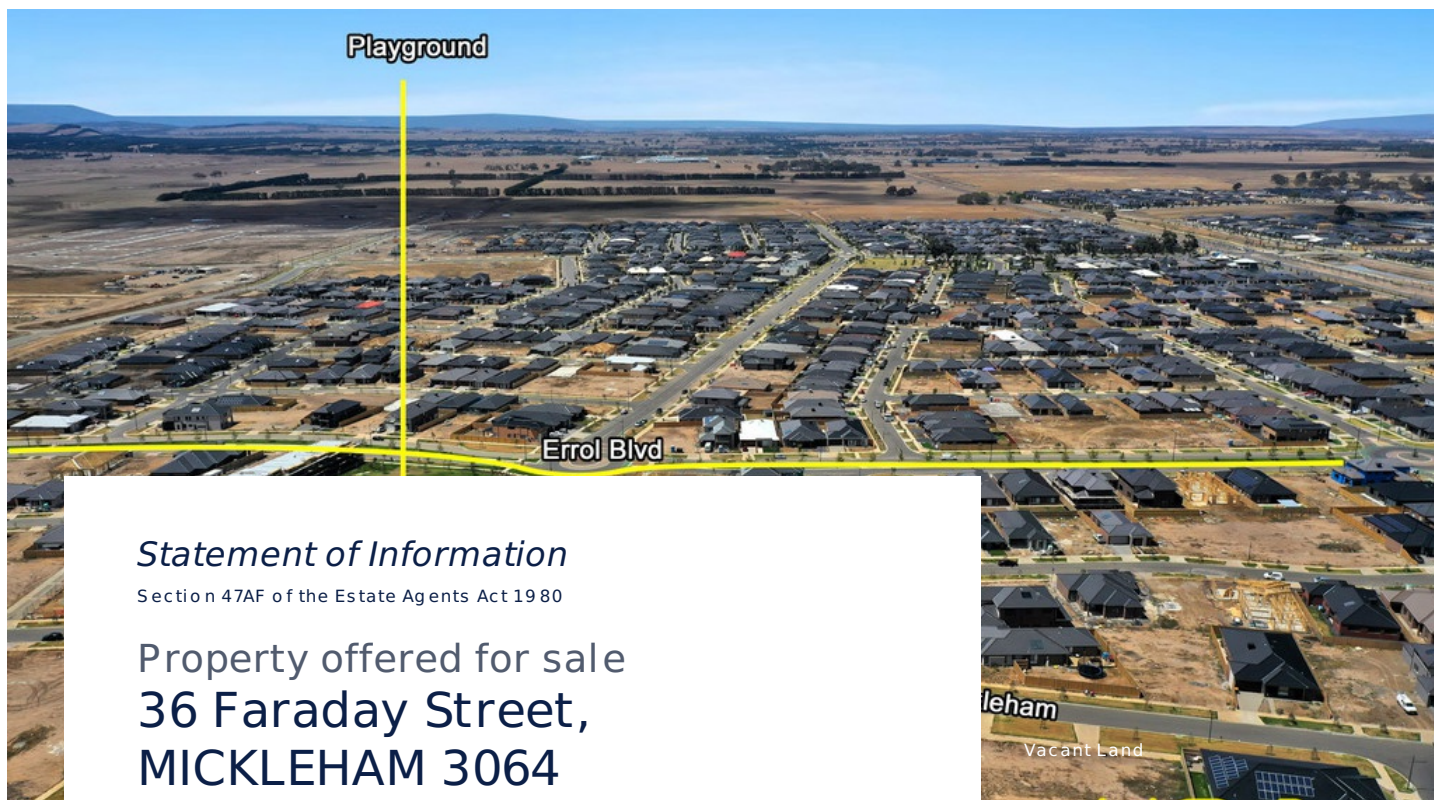 Playground
Errol Blvd
Statement of Information
Section 47AF of the Estate Agents Act 1980
Property offered for sale
36 Faraday Street,
MICKLEHAM 3064
leham
Vacant Land